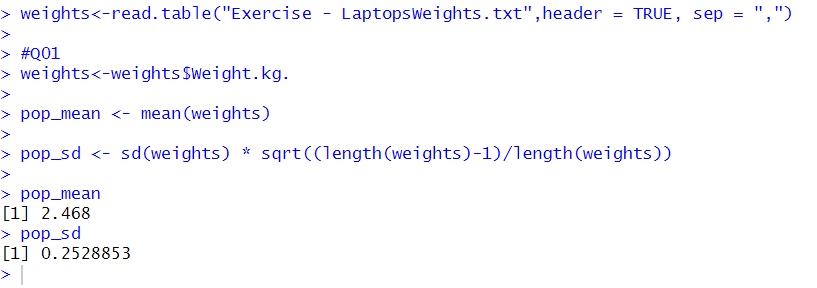 > weights<-read.table("Exercise - LaptopsWeights.txt",header = TRUE, sep = ",")
>
> #Q01
> weights<-weights$Weight.kg.
>
> pop_mean <- mean(weights)
>
> pop_sd <- sd(weights) * sqrt((length(weights)-1)/length(weights))
>
> pop_mean
[1] 2.468
> pop_sd
[1] 0.2528853
>